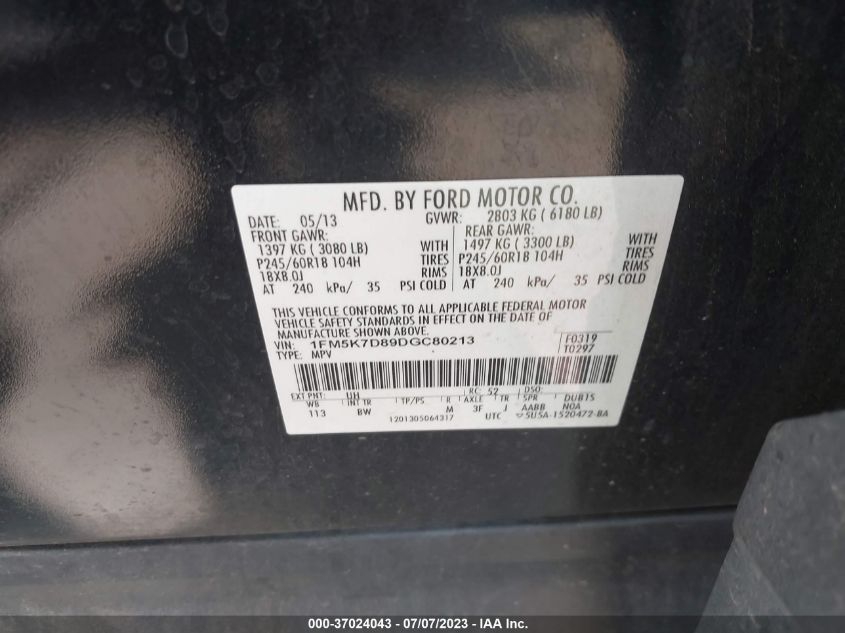 MFD. BY FORD MOTOR CO.
DATE: 05/13 GVWR: 2803 KG ( 6180 LB)
FRONT GAWR: REAR GAWR:
1397 KG ( 3080 LB) WITH 1497 KG ( 3300 LB) WITH
P245/60R18 104H TIRES P245/60R18 104H TIRES
18X8.0J RIMS 18X8.0J RIMS
AT 240 kPa/ 35 PSI COLD AT 240 kPa/ 35 PSI COLD
THIS VEHICLE CONFORMS TO ALL APPLICABLE FEDERAL MOTOR
VEHICLE SAFETY STANDARDS IN EFFECT ON THE DATE OF
MANUFACTURE SHOWN ABOVE.
VIN: 1FM5K7D89DGC80213 F0319
TYPE: MPV T0297
EXT PNT: UH RC: 52 DSO:
WB INT TR TP/PS R AXLE TR SPR DUB1S
113 BW M 3F J AABB NOA
1201305064317 UTC 5U5A-1520472-BA
000-37024043 - 07/07/2023 - IAA Inc.